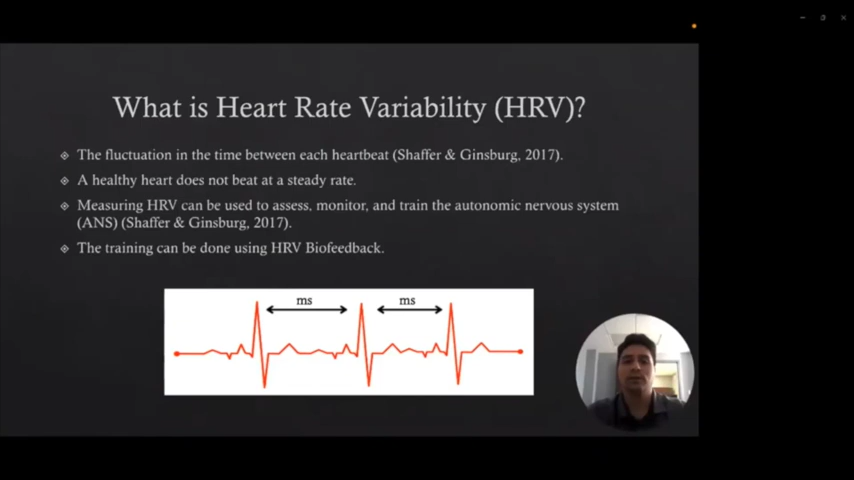 What is Heart Rate Variability (HRV)?
The fluctuation in the time between each heartbeat (Shaffer & Ginsburg, 2017).
A healthy heart does not beat at a steady rate.
Measuring HRV can be used to assess, monitor, and train the autonomic nervous system
(ANS) (Shaffer & Ginsburg, 2017).
The training can be done using HRV Biofeedback.
ms ms